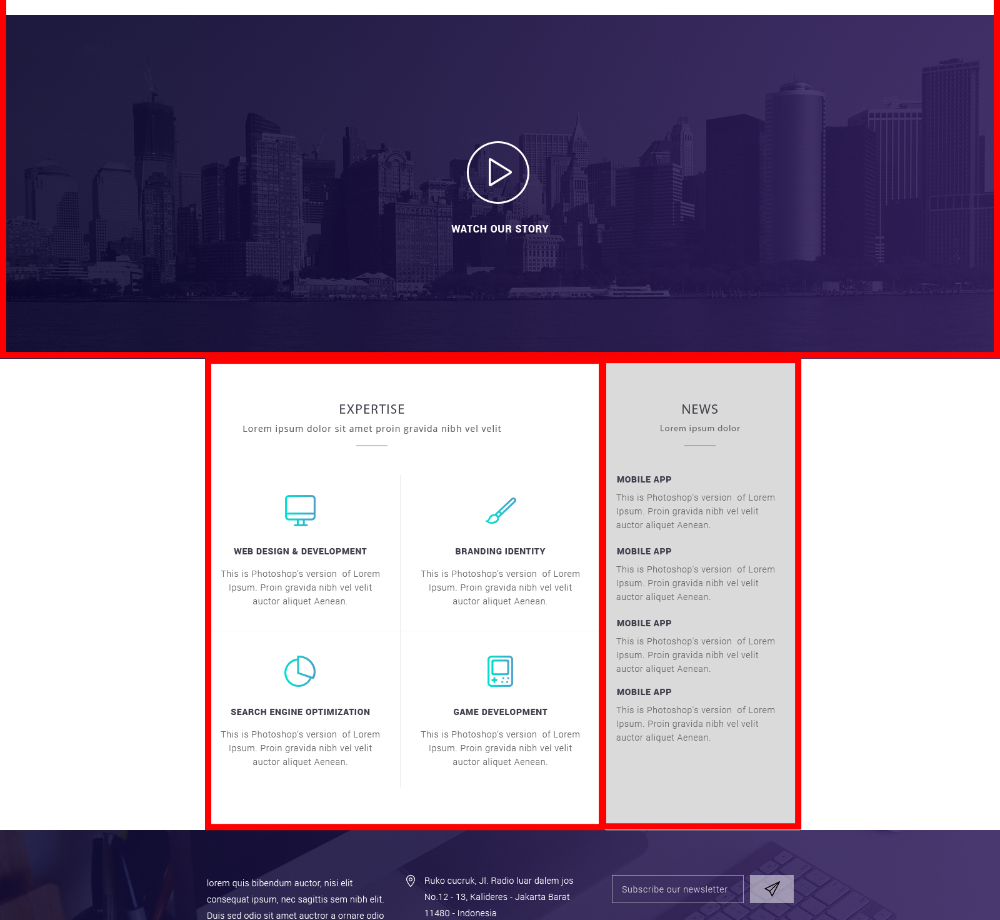 WATCH OUR STORY
EXPERTISE
Lorem ipsum dolor sit amet proin gravida nibh vel velit
WEB DESIGN & DEVELOPMENT
This is Photoshop's version  of Lorem
Ipsum. Proin gravida nibh vel velit
auctor aliquet Aenean.
BRANDING IDENTITY
This is Photoshop's version  of Lorem
Ipsum. Proin gravida nibh vel velit
auctor aliquet Aenean.
SEARCH ENGINE OPTIMIZATION
This is Photoshop's version  of Lorem
Ipsum. Proin gravida nibh vel velit
auctor aliquet Aenean.
GAME DEVELOPMENT
This is Photoshop's version  of Lorem
Ipsum. Proin gravida nibh vel velit
auctor aliquet Aenean.
NEWS
Lorem ipsum dolor
MOBILE APP
This is Photoshop's version  of Lorem
Ipsum. Proin gravida nibh vel velit
auctor aliquet Aenean.
MOBILE APP
This is Photoshop's version  of Lorem
Ipsum. Proin gravida nibh vel velit
auctor aliquet Aenean.
MOBILE APP
This is Photoshop's version  of Lorem
Ipsum. Proin gravida nibh vel velit
auctor aliquet Aenean.
MOBILE APP
This is Photoshop's version  of Lorem
Ipsum. Proin gravida nibh vel velit
auctor aliquet Aenean.
lorem quis bibendum auctor, nisi elit
consequat ipsum, nec sagittis sem nibh elit.
Duis sed odio sit amet auctror a ornare odio
Ruko cucruk, Jl. Radio luar dalem jos
No.12 - 13, Kalideres - Jakarta Barat
11480 - Indonesia
Subscribe our newsletter